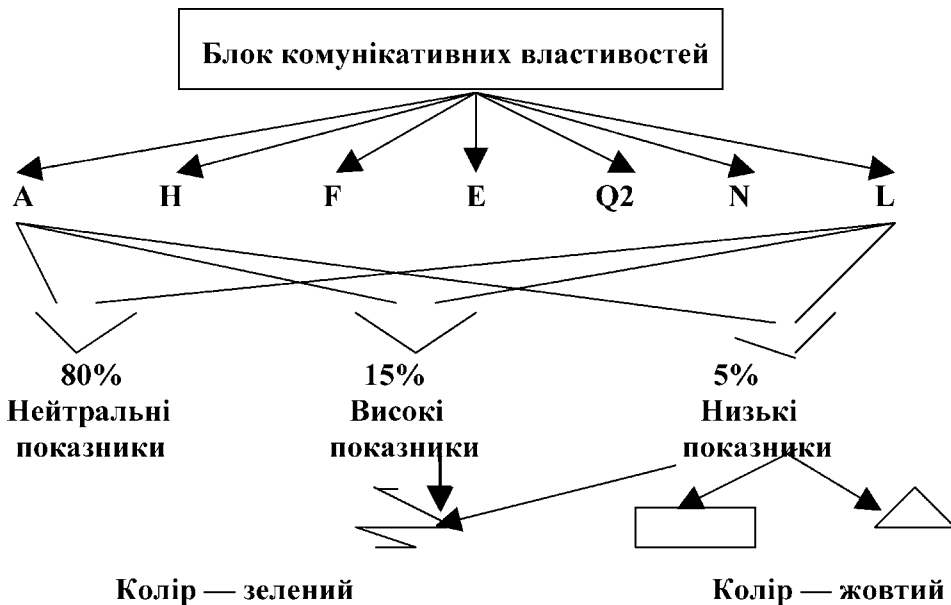 Блок комунікативних властивостей
A H F E Q2 N L
80% 15% 5%
Нейтральні Високі Низькі
показники показники показники
Колір — зелений Колір — жовтий